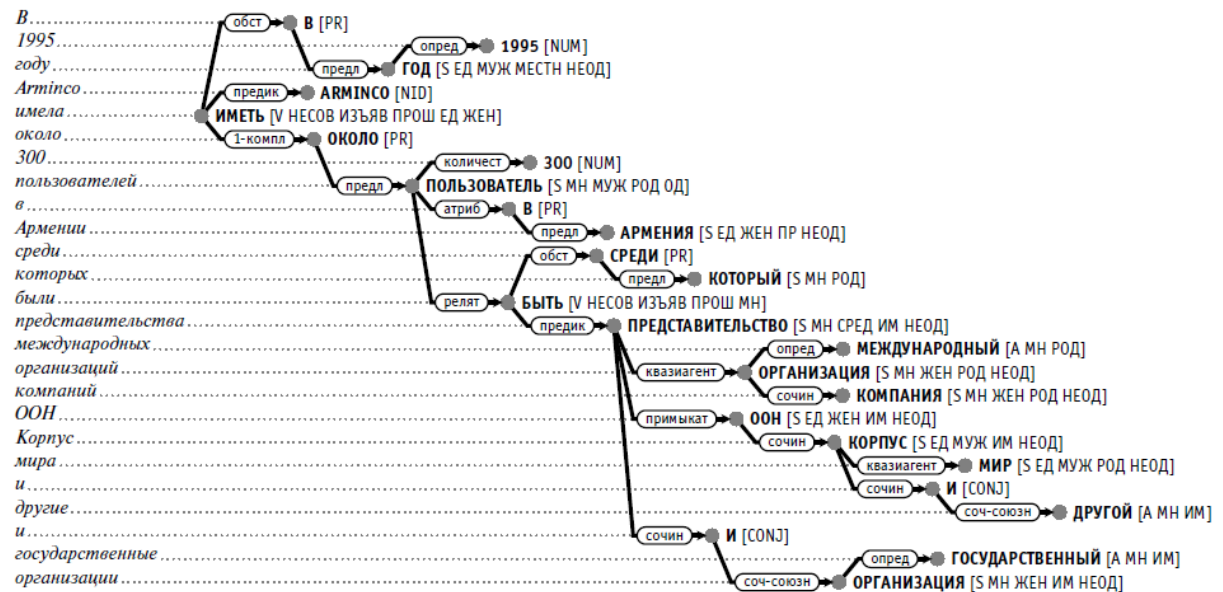 В обст В [PR]
1995 опред 1995 [NUM]
году предл ГОД [S ЕД МУЖ МЕСТН НЕОД]
Arminco предик ARMINCO [NID]
имела ИМЕТЬ [V НЕСОВ ИЗЪЯВ ПРОШ ЕД ЖЕН]
около 1-компл ОКОЛО [PR]
300 количест 300 [NUM]
пользователей предл ПОЛЬЗОВАТЕЛЬ [S МН МУЖ РОД ОД]
в атриб В [PR]
Армении предл АРМЕНИЯ [S ЕД ЖЕН ПР НЕОД]
среди обст СРЕДИ [PR]
которых предл КОТОРЫЙ [S МН РОД]
были релят БЫТЬ [V НЕСОВ ИЗЪЯВ ПРОШ МН]
представительства предик ПРЕДСТАВИТЕЛЬСТВО [S МН СРЕД ИМ НЕОД]
международных опред МЕЖДУНАРОДНЫЙ [A МН РОД]
организаций квазиагент ОРГАНИЗАЦИЯ [S МН ЖЕН РОД НЕОД]
компаний сочин КОМПАНИЯ [S МН ЖЕН РОД НЕОД]
ООН примыкат ООН [S ЕД ЖЕН ИМ НЕОД]
Корпус сочин КОРПУС [S ЕД МУЖ ИМ НЕОД]
мира квазиагент МИР [S ЕД МУЖ РОД НЕОД]
и сочин И [CONJ]
другие соч-союзн ДРУГОЙ [A МН ИМ]
и сочин И [CONJ]
государственные опред ГОСУДАРСТВЕННЫЙ [A МН ИМ]
организации соч-союзн ОРГАНИЗАЦИЯ [S МН ЖЕН ИМ НЕОД]